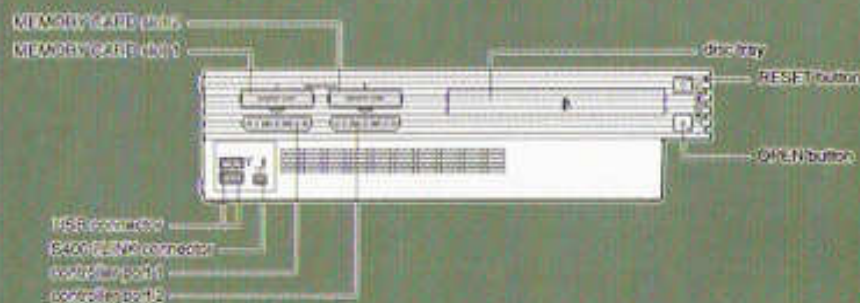 MEMORY CARD slot 2
MEMORY CARD slot 1
disc tray
RESET button
OPEN button
USB connector
S400 i.LINK connector
controller port 1
controller port 2